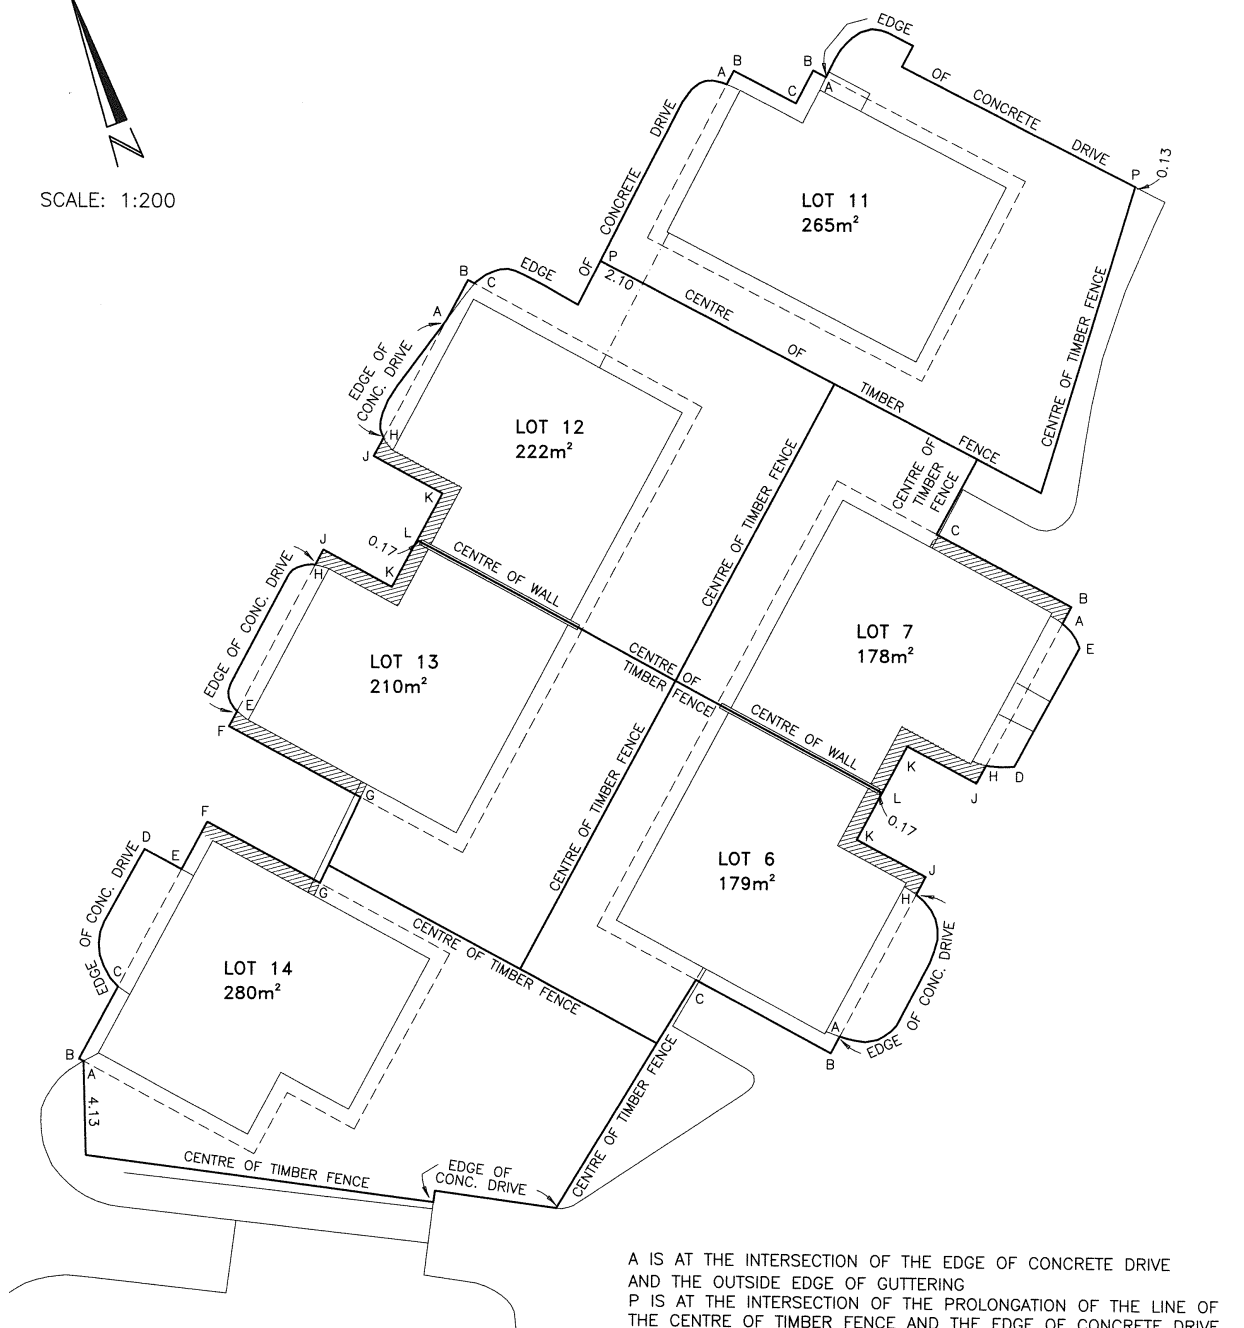 EDGE
OF
CONCRETE
DRIVE
P
0.13
A
B
B
C
A
N
SCALE: 1:200
DRIVE
CONCRETE
OF
EDGE
LOT 11
265m²
P
2.10
CENTRE
OF
TIMBER
FENCE
CENTRE OF TIMBER FENCE
B
C
A
EDGE OF
CONC. DRIVE
H
J
LOT 12
222m²
K
L
0.17
K
CENTRE OF WALL
CENTRE OF TIMBER FENCE
CENTRE OF
TIMBER
FENCE
C
B
A
E
LOT 7
178m²
J
H
EDGE OF CONC. DRIVE
LOT 13
210m²
E
F
G
CENTRE OF
TIMBER FENCE
CENTRE OF WALL
K
H
D
J
L
0.17
K
CENTRE OF TIMBER FENCE
LOT 6
179m²
J
H
EDGE OF CONC. DRIVE
C
A
B
F
D
E
G
EDGE OF CONC. DRIVE
C
LOT 14
280m²
CENTRE OF TIMBER FENCE
B
A
4.13
CENTRE OF TIMBER FENCE
CENTRE OF TIMBER FENCE
EDGE OF
CONC. DRIVE
A IS AT THE INTERSECTION OF THE EDGE OF CONCRETE DRIVE
AND THE OUTSIDE EDGE OF GUTTERING
P IS AT THE INTERSECTION OF THE PROLONGATION OF THE LINE OF
THE CENTRE OF TIMBER FENCE AND THE EDGE OF CONCRETE DRIVE